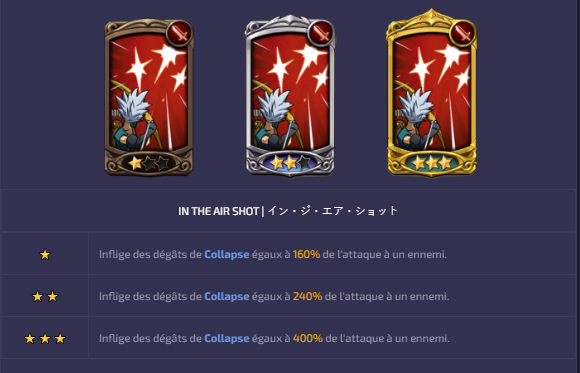 IN THE AIR SHOT | イン・ジ・エア・ショット
Inflige des dégâts de Collapse égaux à 160% de l'attaque à un ennemi.
Inflige des dégâts de Collapse égaux à 240% de l'attaque à un ennemi.
Inflige des dégâts de Collapse égaux à 400% de l'attaque à un ennemi.